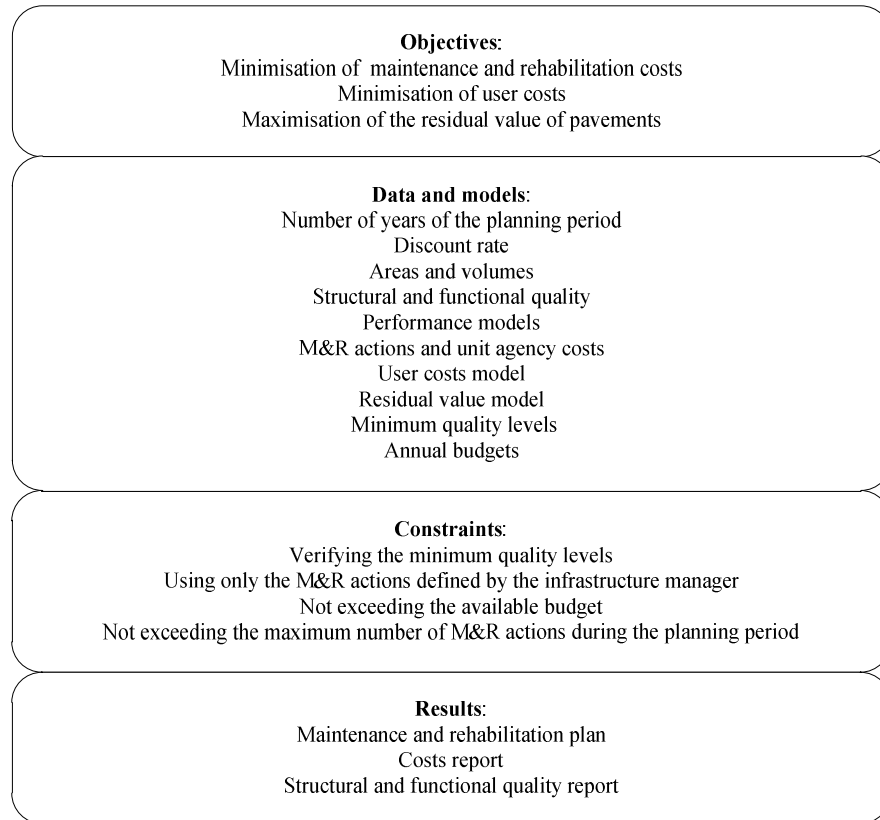 Objectives:
Minimisation of maintenance and rehabilitation costs
Minimisation of user costs
Maximisation of the residual value of pavements
Data and models:
Number of years of the planning period
Discount rate
Areas and volumes
Structural and functional quality
Performance models
M&R actions and unit agency costs
User costs model
Residual value model
Minimum quality levels
Annual budgets
Constraints:
Verifying the minimum quality levels
Using only the M&R actions defined by the infrastructure manager
Not exceeding the available budget
Not exceeding the maximum number of M&R actions during the planning period
Results:
Maintenance and rehabilitation plan
Costs report
Structural and functional quality report